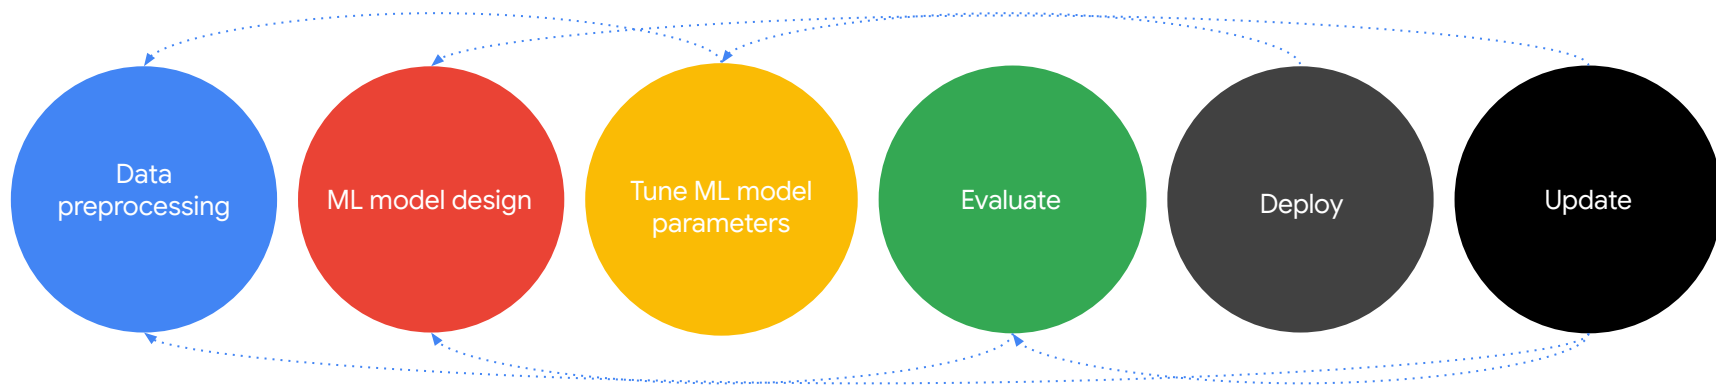 Data
preprocessing
ML model design
Tune ML model
parameters
Evaluate
Deploy
Update